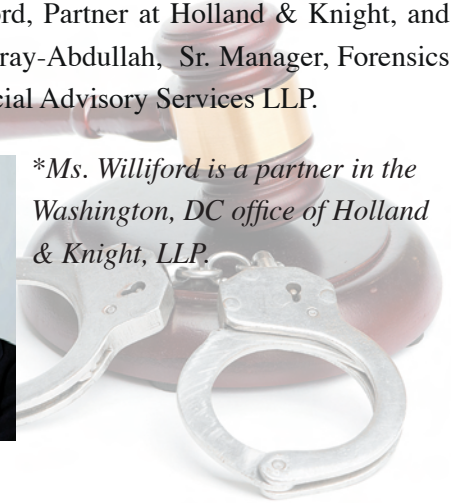 ord, Partner at Holland & Knight, and
ray-Abdullah, Sr. Manager, Forensics
cial Advisory Services LLP.
*Ms. Williford is a partner in the
Washington, DC office of Holland
& Knight, LLP.